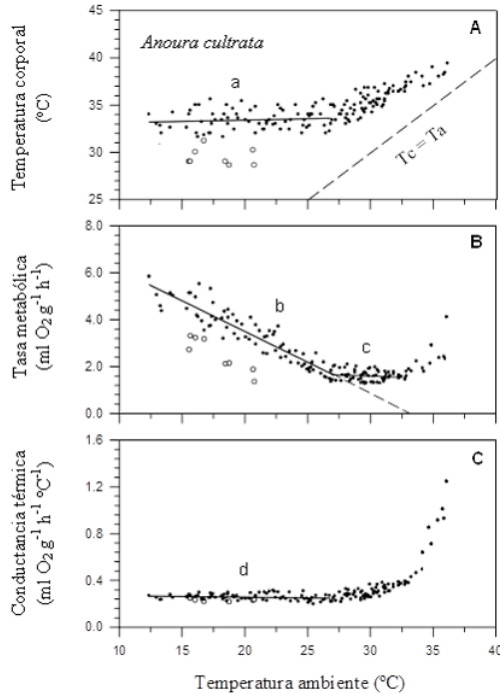 45
A
Anoura cultrata
40
a
35
30
25
Tc = Ta
Temperatura corporal
(ºC)
8.0
B
6.0
b
4.0
c
2.0
0.0
Tasa metabólica
(ml O₂ g⁻¹ h⁻¹)
1.6
C
1.2
0.8
d
0.4
0.0
Conductancia térmica
(ml O₂ g⁻¹ h⁻¹ ºC⁻¹)
10 15 20 25 30 35 40
Temperatura ambiente (ºC)